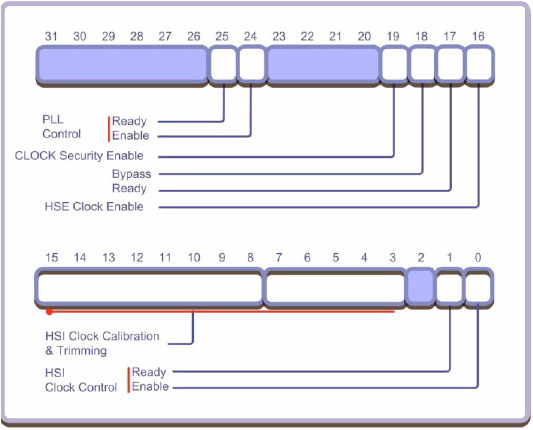 31 30 29 28 27 26 25 24 23 22 21 20 19 18 17 16
PLL
Control
Ready
Enable
CLOCK Security Enable
Bypass
Ready
HSE Clock Enable
15 14 13 12 11 10 9 8 7 6 5 4 3 2 1 0
HSI Clock Calibration
& Trimming
HSI
Clock Control
Ready
Enable